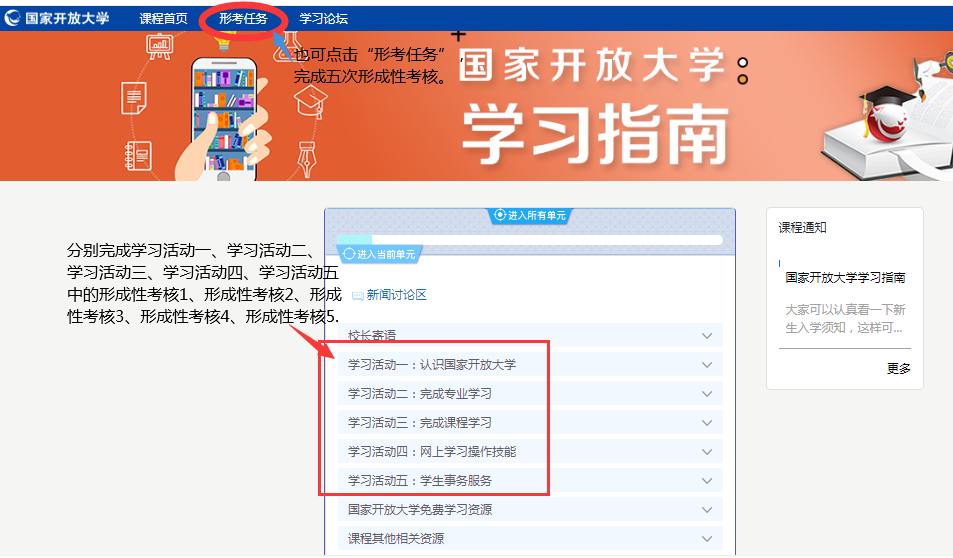 国家开放大学 课程首页 形考任务 学习论坛
也可点击“形考任务”，
完成五次形成性考核。
国家开放大学
学习指南
进入所有单元
进入当前单元
分别完成学习活动一、学习活动二、
学习活动三、学习活动四、学习活动五
中的形成性考核1、形成性考核2、形成
性考核3、形成性考核4、形成性考核5.
新闻讨论区
校长寄语
学习活动一：认识国家开放大学
学习活动二：完成专业学习
学习活动三：完成课程学习
学习活动四：网上学习操作技能
学习活动五：学生事务服务
国家开放大学免费学习资源
课程其他相关资源
课程通知
国家开放大学学习指南
大家可以认真看一下新
生入学须知，这样可...
更多